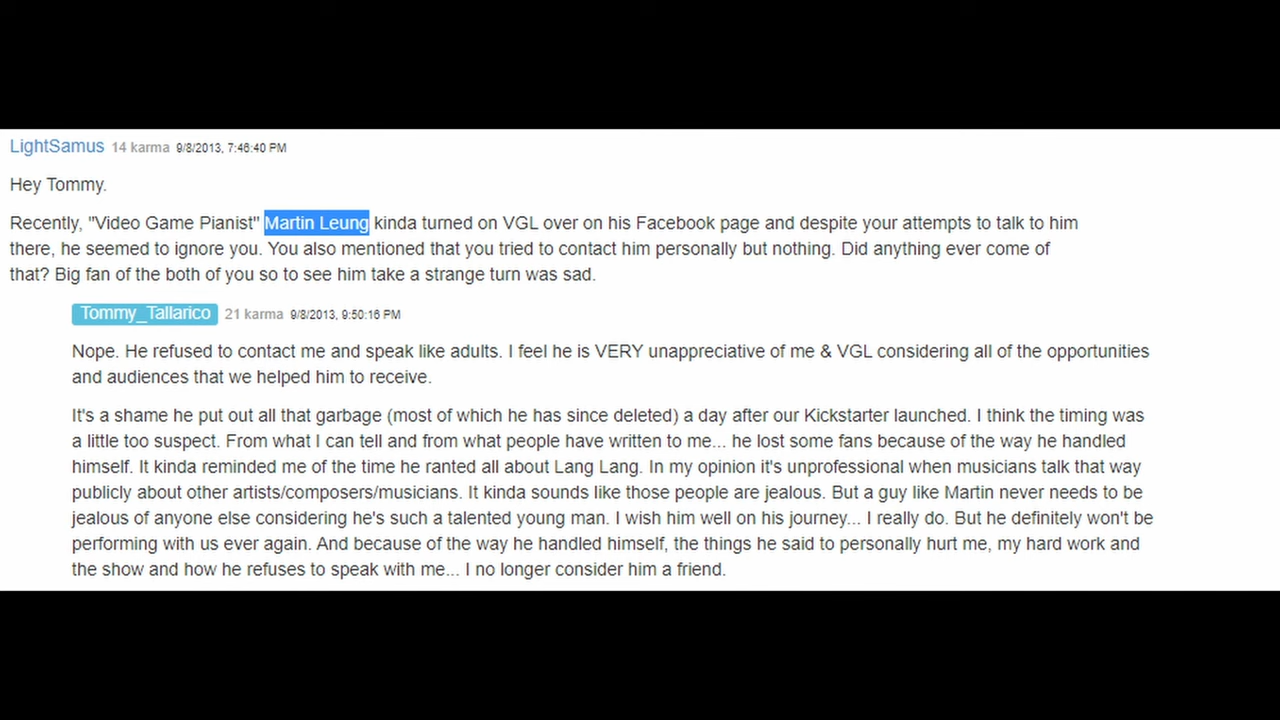 LightSamus 14 karma 9/8/2013, 7:46:40 PM
Hey Tommy.
Recently, "Video Game Pianist" Martin Leung kinda turned on VGL over on his Facebook page and despite your attempts to talk to him
there, he seemed to ignore you. You also mentioned that you tried to contact him personally but nothing. Did anything ever come of
that? Big fan of the both of you so to see him take a strange turn was sad.
Tommy_Tallarico 21 karma 9/8/2013, 9:50:16 PM
Nope. He refused to contact me and speak like adults. I feel he is VERY unappreciative of me & VGL considering all of the opportunities
and audiences that we helped him to receive.
It's a shame he put out all that garbage (most of which he has since deleted) a day after our Kickstarter launched. I think the timing was
a little too suspect. From what I can tell and from what people have written to me... he lost some fans because of the way he handled
himself. It kinda reminded me of the time he ranted all about Lang Lang. In my opinion it's unprofessional when musicians talk that way
publicly about other artists/composers/musicians. It kinda sounds like those people are jealous. But a guy like Martin never needs to be
jealous of anyone else considering he's such a talented young man. I wish him well on his journey... I really do. But he definitely won't be
performing with us ever again. And because of the way he handled himself, the things he said to personally hurt me, my hard work and
the show and how he refuses to speak with me... I no longer consider him a friend.